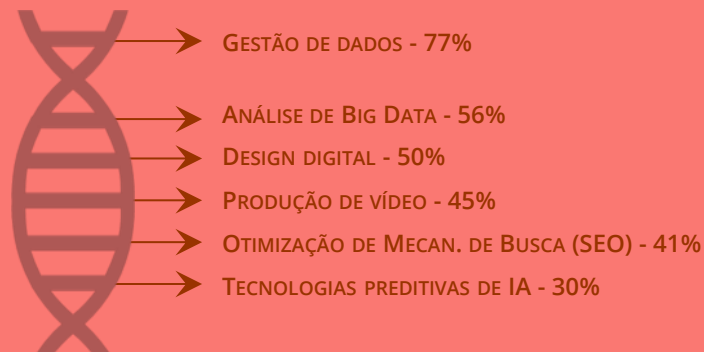 Gestão de dados - 77%
Análise de Big Data - 56%
Design digital - 50%
Produção de vídeo - 45%
Otimização de Mecan. de Busca (SEO) - 41%
Tecnologias preditivas de IA - 30%